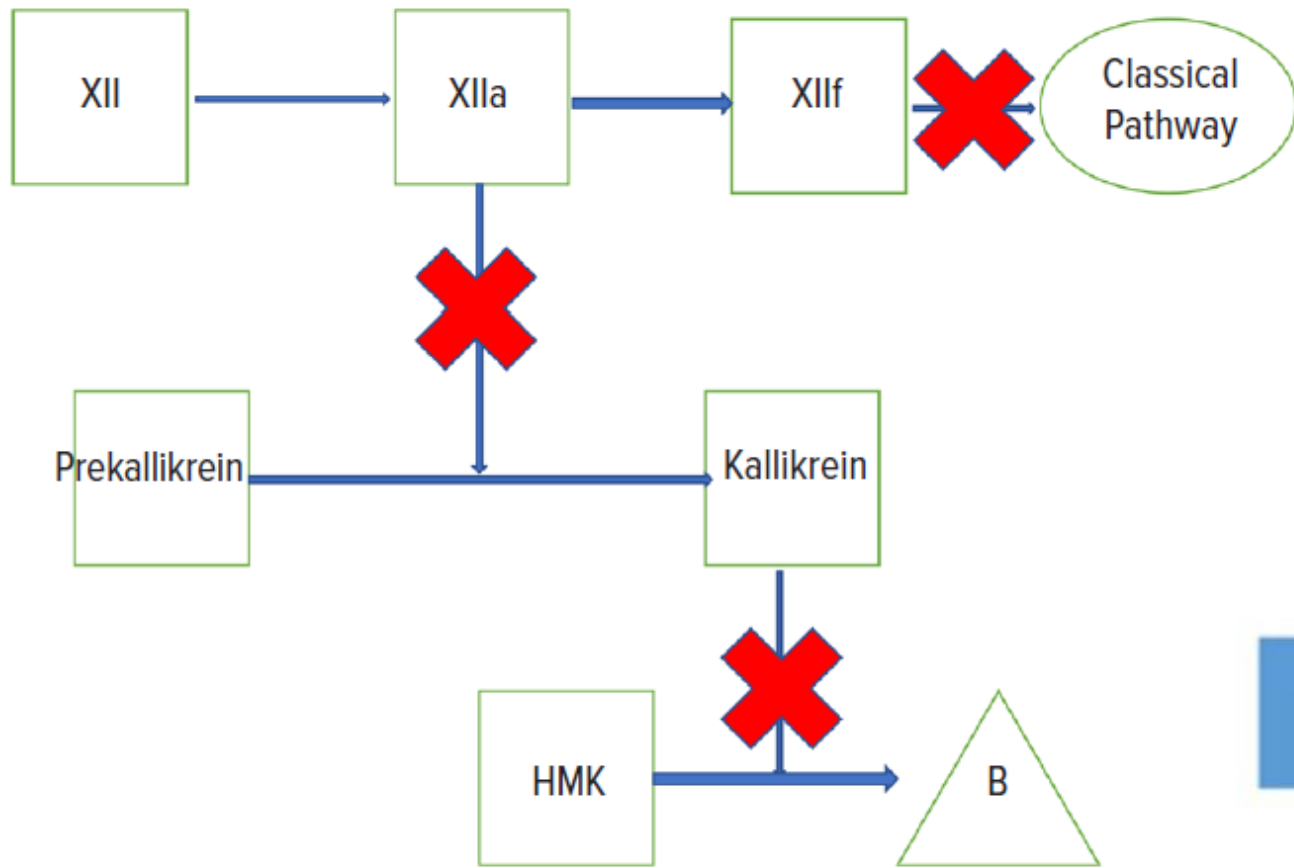 XII
XIIa
XIIf
Classical
Pathway
Prekallikrein
Kallikrein
HMK
B